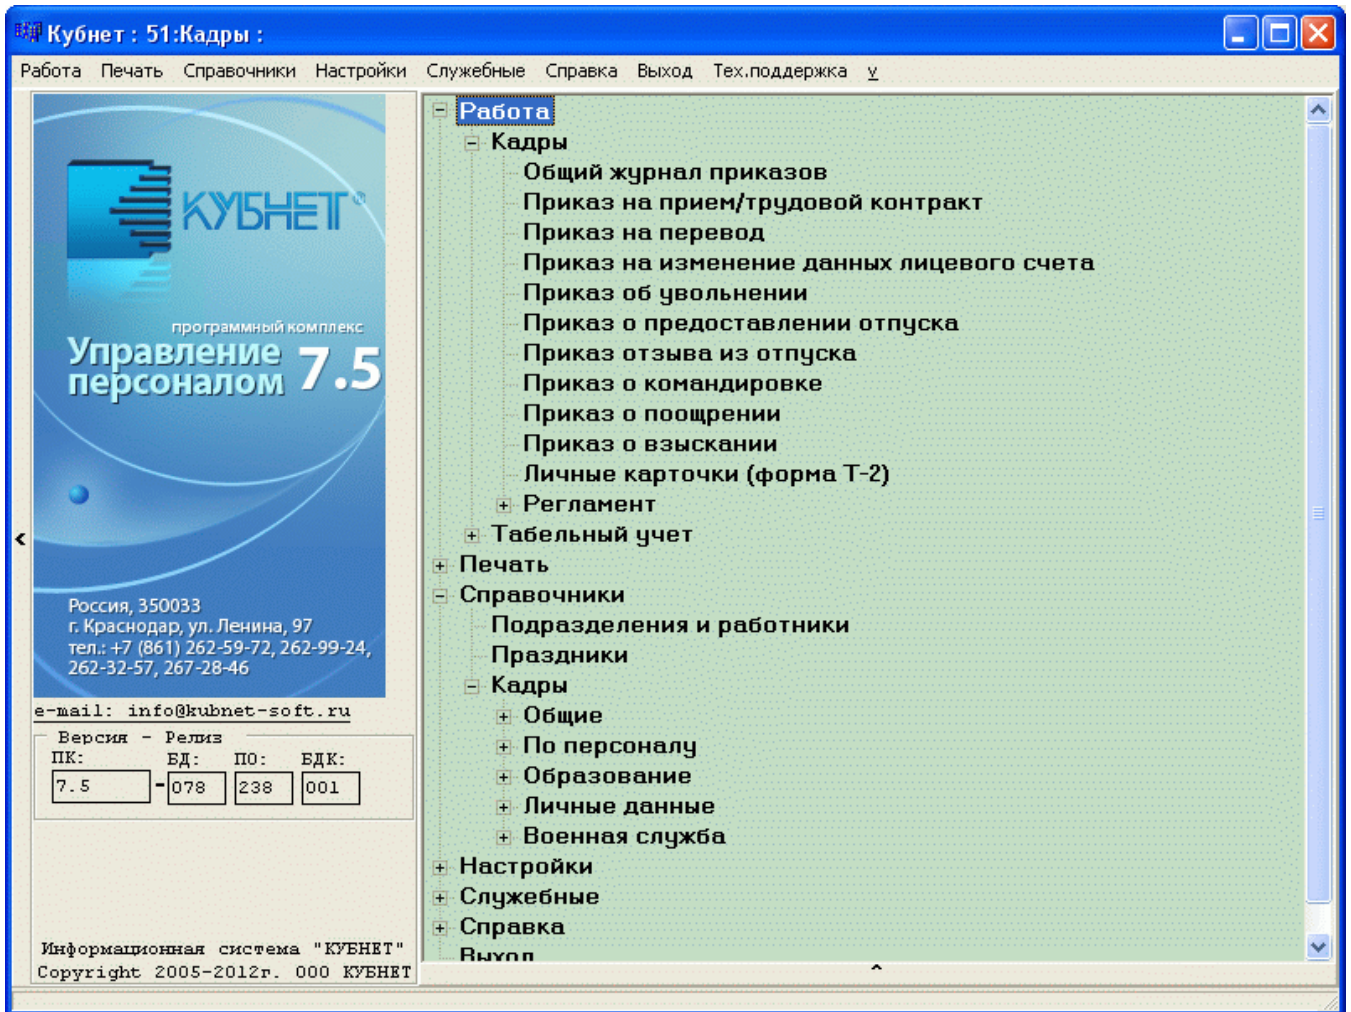 Кубнет : 51:Кадры :
Работа Печать Справочники Настройки Служебные Справка Выход Тех.поддержка v
КУБНЕТ®
программный комплекс
Управление
персоналом 7.5
Россия, 350033
г. Краснодар, ул. Ленина, 97
тел.: +7 (861) 262-59-72, 262-99-24,
262-32-57, 267-28-46
e-mail: info@kubnet-soft.ru
Версия - Релиз
ПК: БД: ПО: БДК:
7.5 - 078 238 001
Информационная система "КУБНЕТ"
Copyright 2005-2012г. ООО КУБНЕТ
<
Работа
Кадры
Общий журнал приказов
Приказ на прием/трудовой контракт
Приказ на перевод
Приказ на изменение данных лицевого счета
Приказ об увольнении
Приказ о предоставлении отпуска
Приказ отзыва из отпуска
Приказ о командировке
Приказ о поощрении
Приказ о взыскании
Личные карточки (форма Т-2)
Регламент
Табельный учет
Печать
Справочники
Подразделения и работники
Праздники
Кадры
Общие
По персоналу
Образование
Личные данные
Военная служба
Настройки
Служебные
Справка
Выход